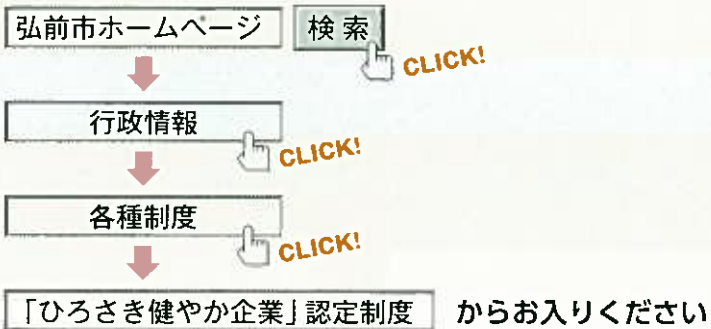 弘前市ホームページ 検索
CLICK!
行政情報
CLICK!
各種制度
CLICK!
「ひろさき健やか企業」認定制度 からお入りください